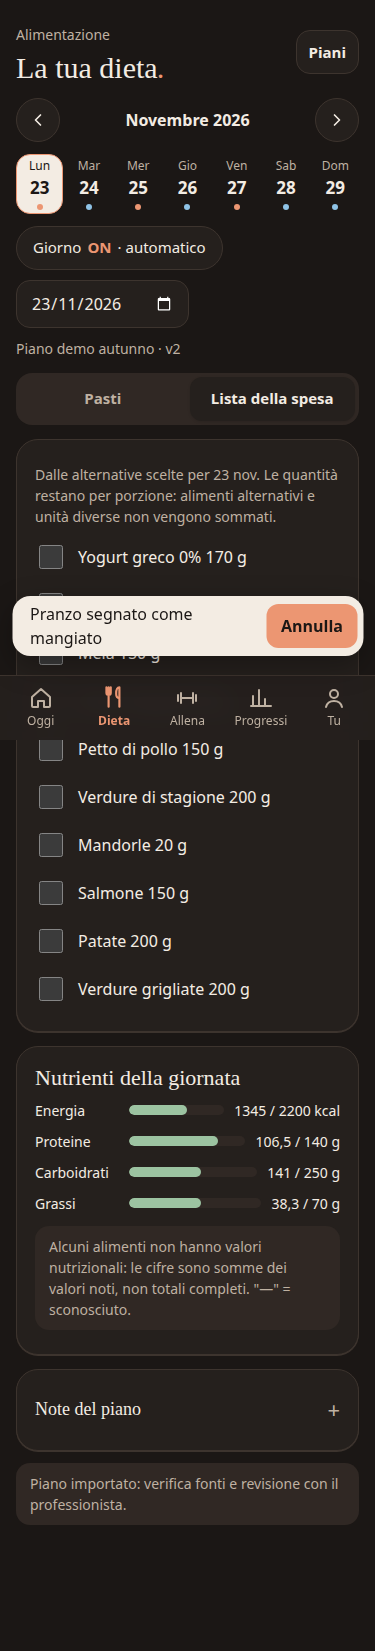 Alimentazione
La tua dieta.
Piani
Novembre 2026
Lun Mar Mer Gio Ven Sab Dom
23 24 25 26 27 28 29
Giorno ON · automatico
23/11/2026
Piano demo autunno · v2
Pasti
Lista della spesa
Dalle alternative scelte per 23 nov. Le quantità
restano per porzione: alimenti alternativi e
unità diverse non vengono sommati.
Yogurt greco 0% 170 g
Pranzo segnato come
mangiato
Annulla
Oggi
Dieta
Allena
Progressi
Tu
Petto di pollo 150 g
Verdure di stagione 200 g
Mandorle 20 g
Salmone 150 g
Patate 200 g
Verdure grigliate 200 g
Nutrienti della giornata
Energia 1345 / 2200 kcal
Proteine 106,5 / 140 g
Carboidrati 141 / 250 g
Grassi 38,3 / 70 g
Alcuni alimenti non hanno valori
nutrizionali: le cifre sono somme dei
valori noti, non totali completi. "—" =
sconosciuto.
Note del piano +
Piano importato: verifica fonti e revisione con il
professionista.